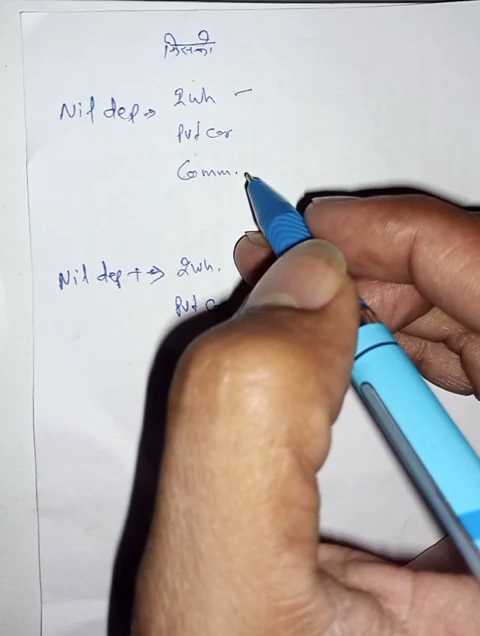 किसको
Nil dep → 2wh -
Pvt car
Comm.
Nil dep + → 2wh.
Pvt